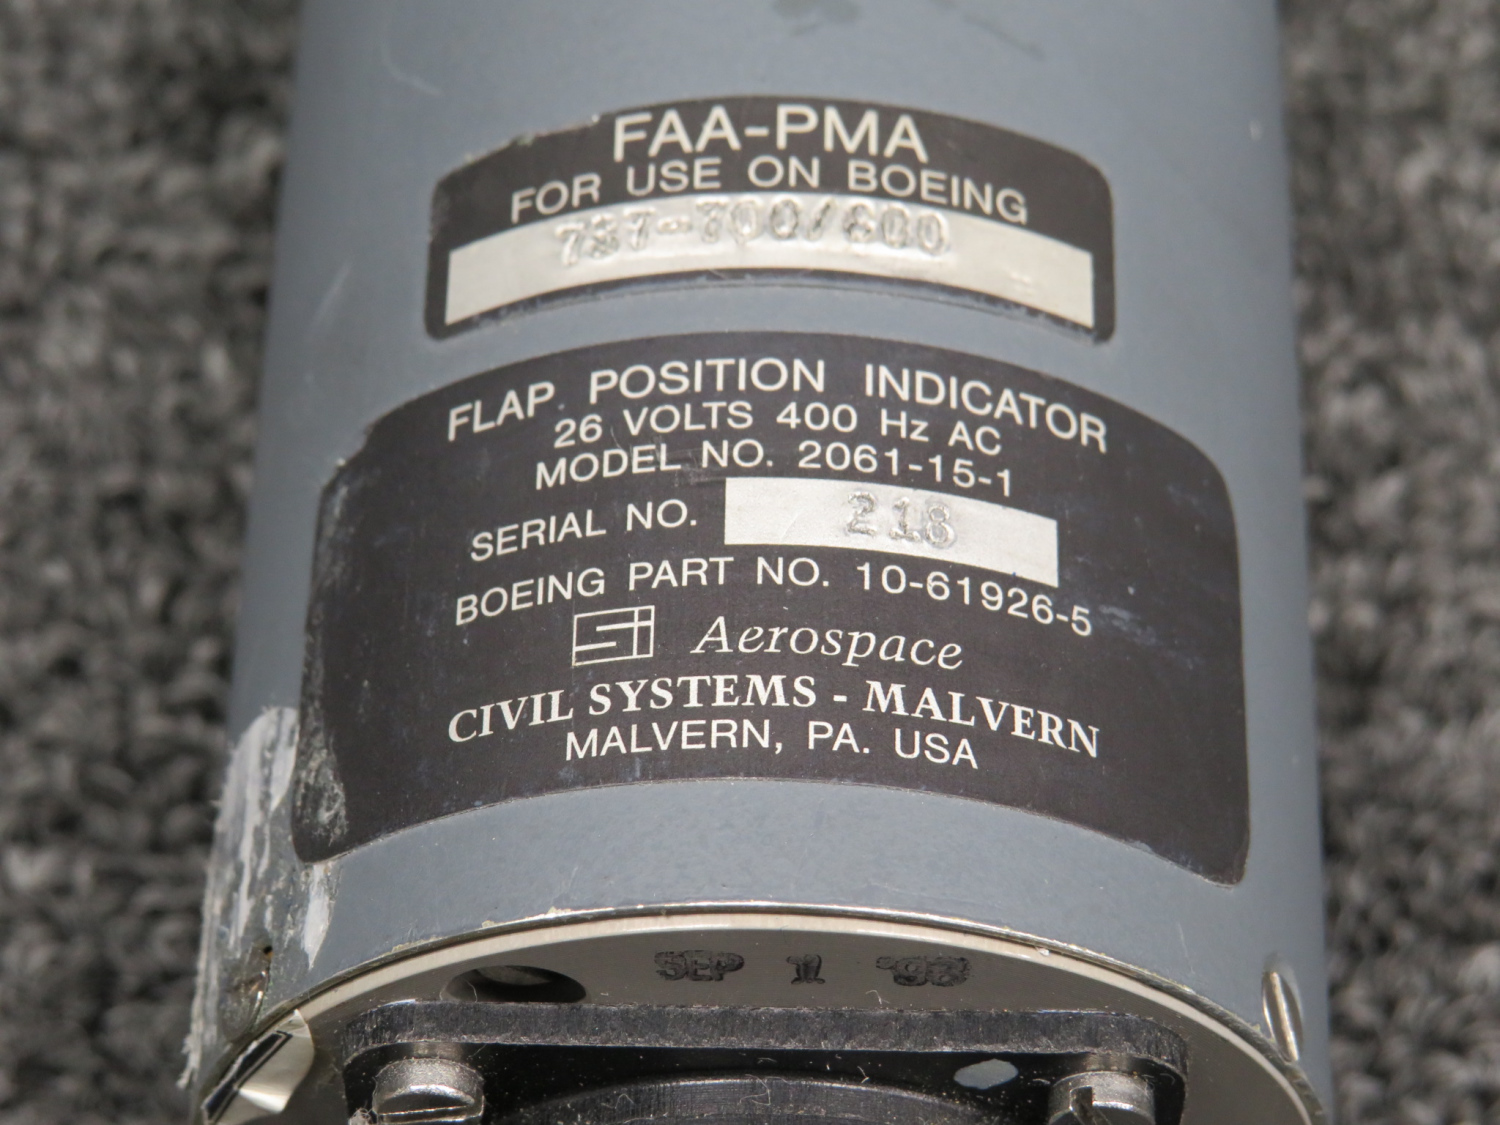 FAA-PMA
FOR USE ON BOEING
737-700/800
FLAP POSITION INDICATOR
26 VOLTS 400 Hz AC
MODEL NO. 2061-15-1
SERIAL NO. 218
BOEING PART NO. 10-61926-5
Si Aerospace
CIVIL SYSTEMS - MALVERN
MALVERN, PA. USA
SEP 1 '98